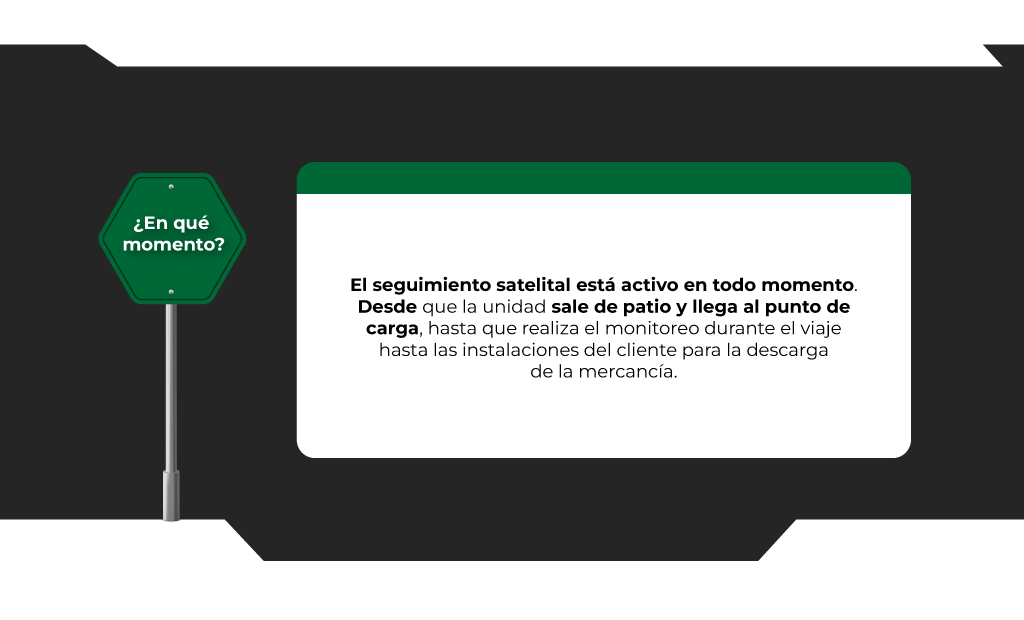 ¿En qué
momento?
El seguimiento satelital está activo en todo momento.
Desde que la unidad sale de patio y llega al punto de
carga, hasta que realiza el monitoreo durante el viaje
hasta las instalaciones del cliente para la descarga
de la mercancía.